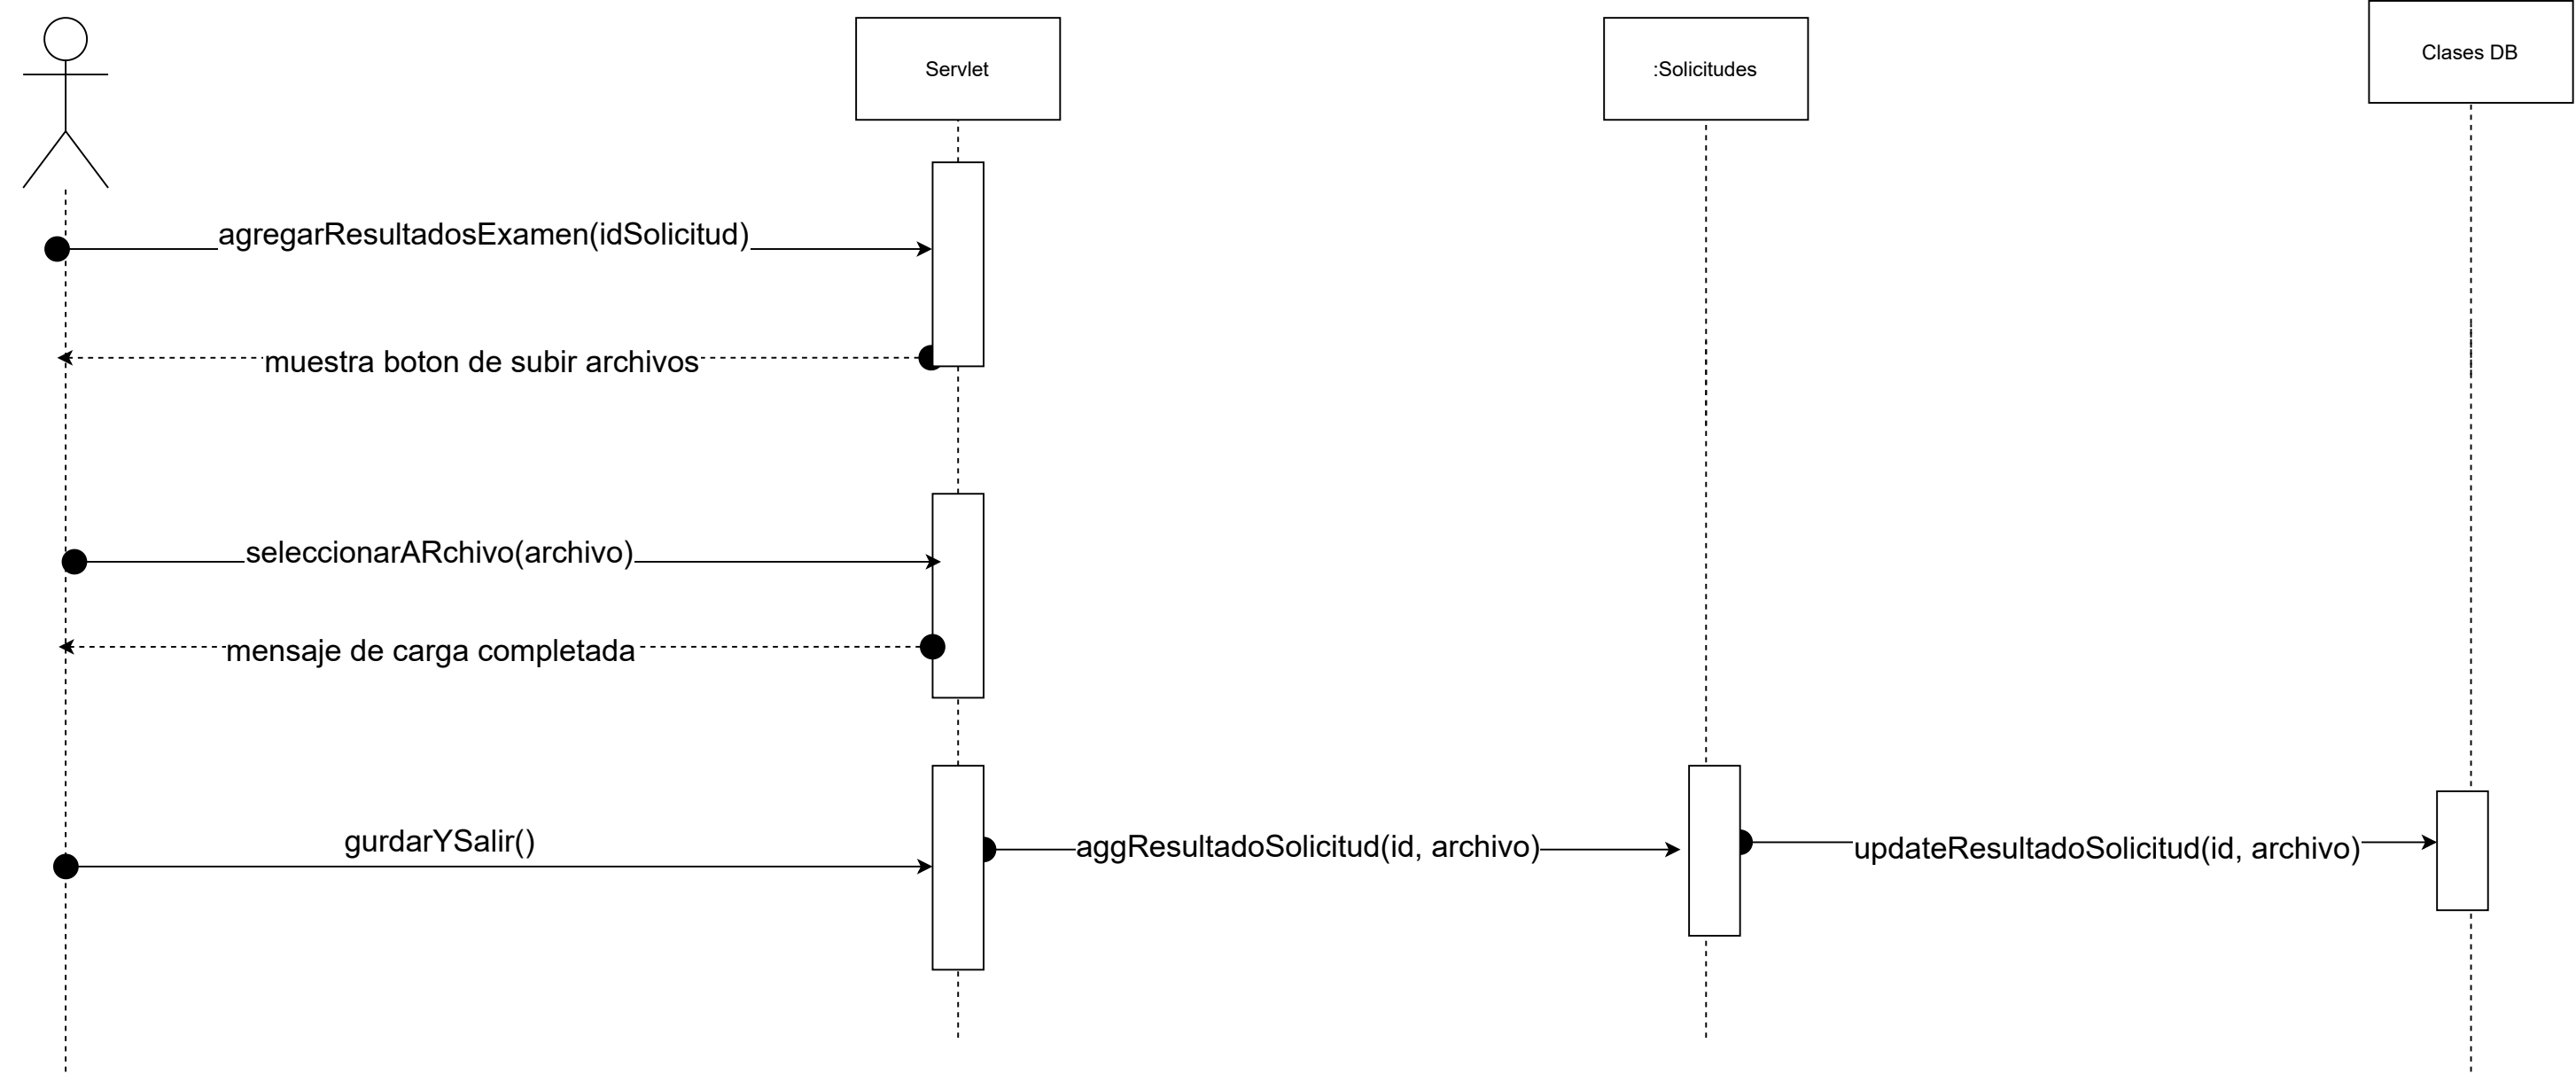 Servlet
:Solicitudes
Clases DB
agregarResultadosExamen(idSolicitud)
muestra boton de subir archivos
seleccionarARchivo(archivo)
mensaje de carga completada
gurdarYSalir()
aggResultadoSolicitud(id, archivo)
updateResultadoSolicitud(id, archivo)